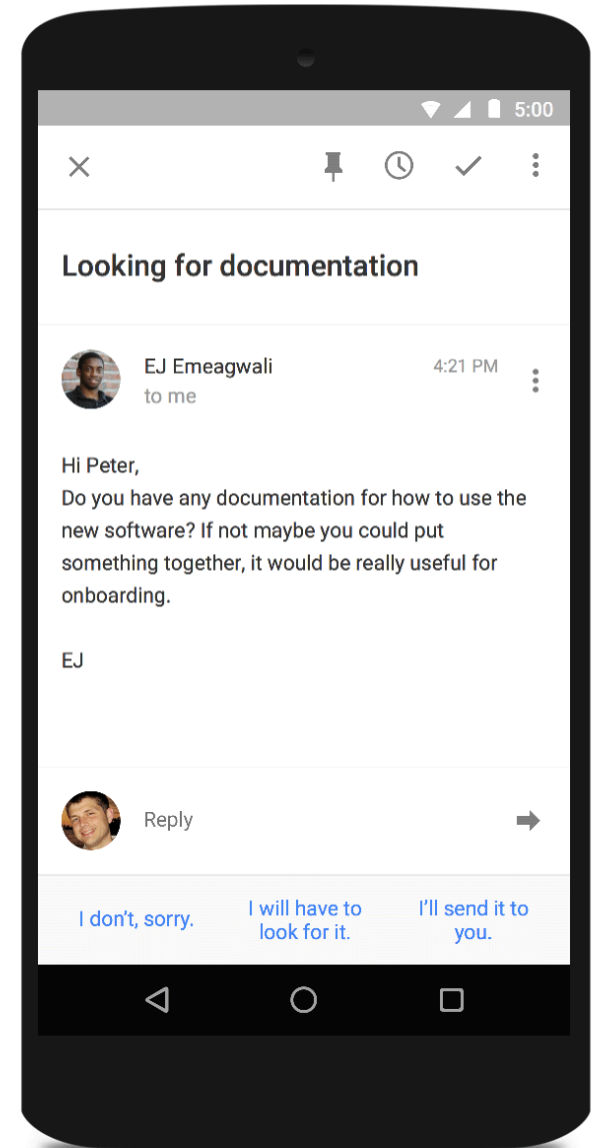 5:00
Looking for documentation
EJ Emeagwali
4:21 PM
to me
Hi Peter,
Do you have any documentation for how to use the
new software? If not maybe you could put
something together, it would be really useful for
onboarding.
EJ
Reply
I don't, sorry.
I will have to
look for it.
I'll send it to
you.